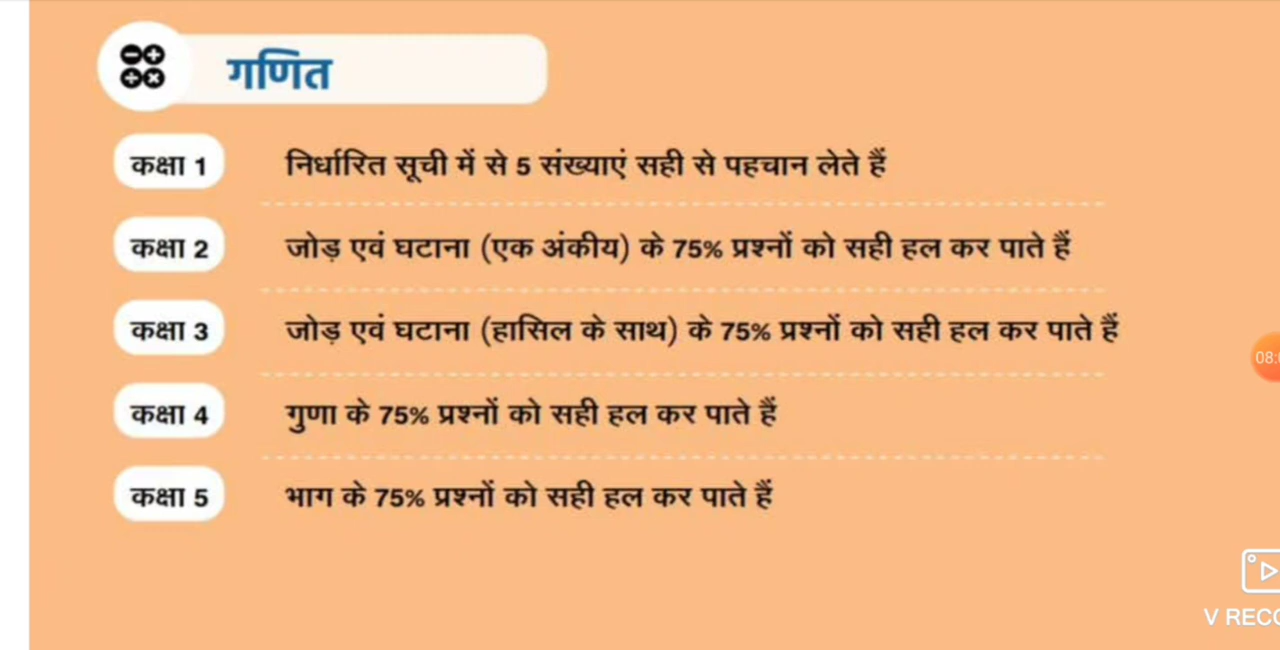 गणित
कक्षा 1 निर्धारित सूची में से 5 संख्याएं सही से पहचान लेते हैं
कक्षा 2 जोड़ एवं घटाना (एक अंकीय) के 75% प्रश्नों को सही हल कर पाते हैं
कक्षा 3 जोड़ एवं घटाना (हासिल के साथ) के 75% प्रश्नों को सही हल कर पाते हैं
कक्षा 4 गुणा के 75% प्रश्नों को सही हल कर पाते हैं
कक्षा 5 भाग के 75% प्रश्नों को सही हल कर पाते हैं
V